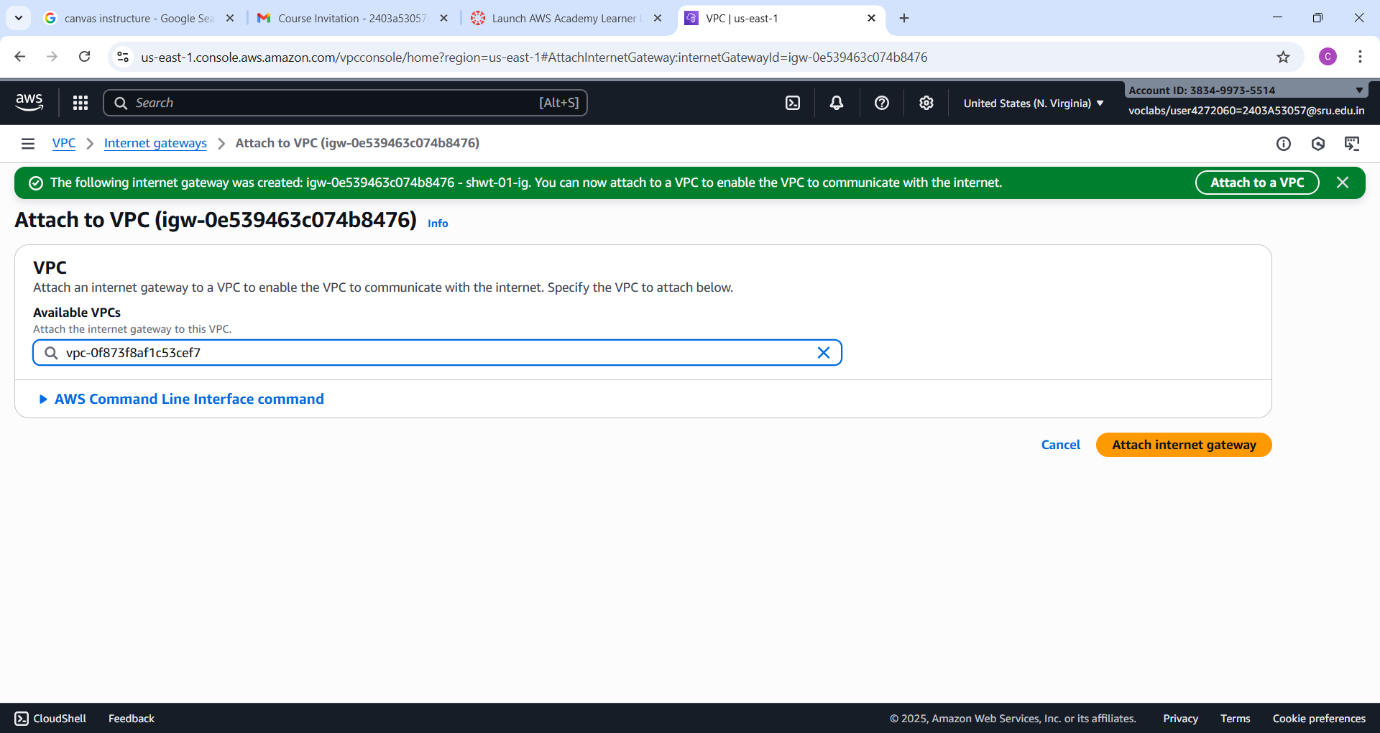 canvas instructure - Google Sea
Course Invitation - 2403a53057
Launch AWS Academy Learner
VPC | us-east-1
us-east-1.console.aws.amazon.com/vpcconsole/home?region=us-east-1#AttachInternetGateway:internetGatewayId=igw-0e539463c074b8476
C
aws
Search
[Alt+S]
United States (N. Virginia)
Account ID: 3834-9973-5514
voclabs/user4272060=2403A53057@sru.edu.in
VPC > Internet gateways > Attach to VPC (igw-0e539463c074b8476)
The following internet gateway was created: igw-0e539463c074b8476 - shwt-01-ig. You can now attach to a VPC to enable the VPC to communicate with the internet.
Attach to a VPC
Attach to VPC (igw-0e539463c074b8476) Info
VPC
Attach an internet gateway to a VPC to enable the VPC to communicate with the internet. Specify the VPC to attach below.
Available VPCs
Attach the internet gateway to this VPC.
vpc-0f873f8af1c53cef7
AWS Command Line Interface command
Cancel
Attach internet gateway
CloudShell
Feedback
© 2025, Amazon Web Services, Inc. or its affiliates.
Privacy
Terms
Cookie preferences